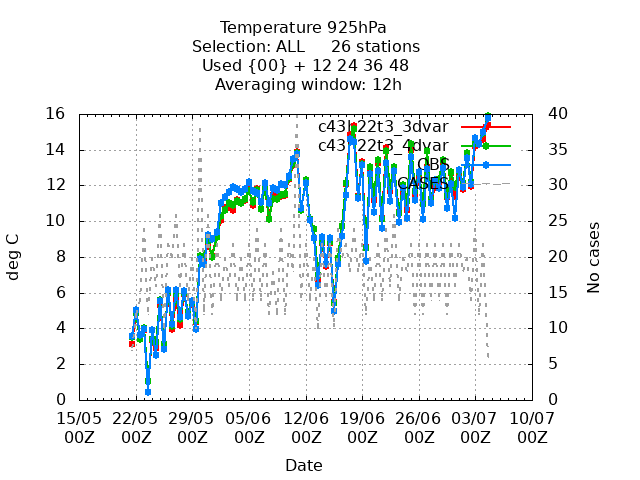 Temperature 925hPa
Selection: ALL 26 stations
Used {00} + 12 24 36 48
Averaging window: 12h
16 40
c43h22t3_3dvar
14 35
c43h22t3_4dvar
OBS
12 30
CASES
10 25
8 20
6 15
4 10
2 5
0 0
deg C
No cases
15/05 22/05 29/05 05/06 12/06 19/06 26/06 03/07 10/07
00Z 00Z 00Z 00Z 00Z 00Z 00Z 00Z 00Z
Date